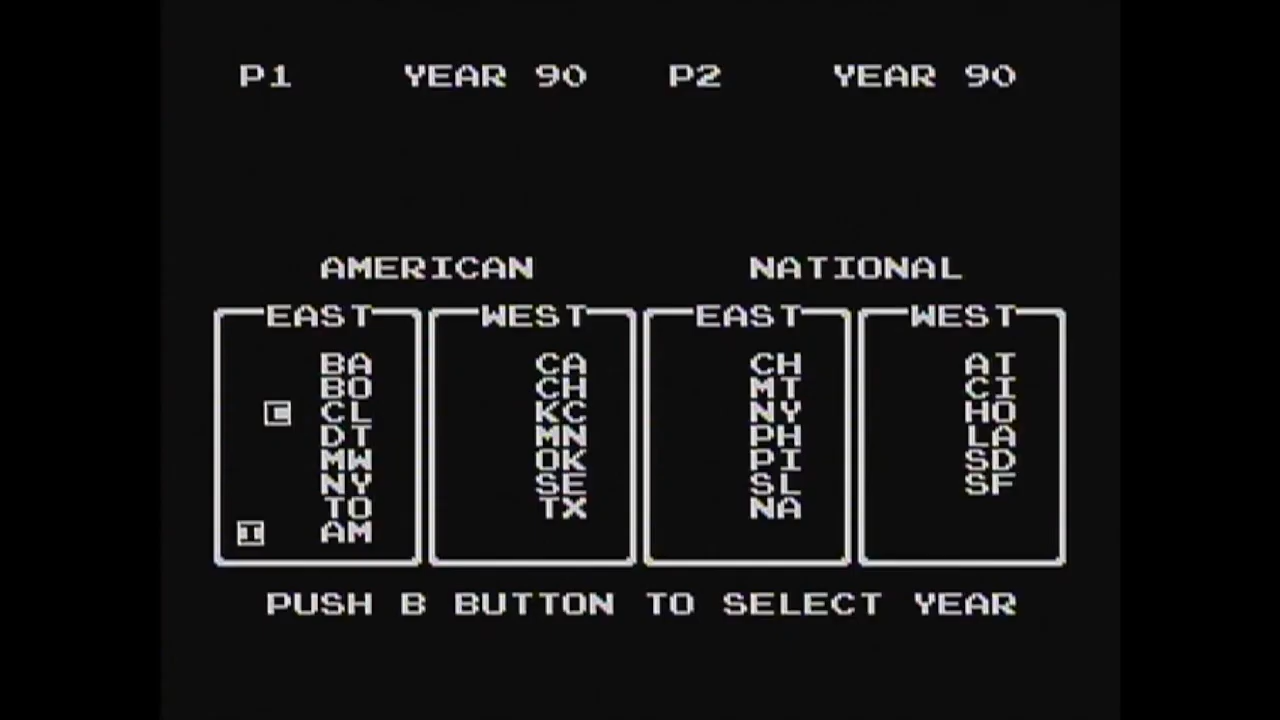 P1 YEAR 90 P2 YEAR 90
AMERICAN NATIONAL
EAST WEST EAST WEST
BA CA CH AT
BO CH MT CI
C CL KC NY HO
DT MN PH LA
MW OK PI SD
NY SE SL SF
TO TX NA
I AM
PUSH B BUTTON TO SELECT YEAR